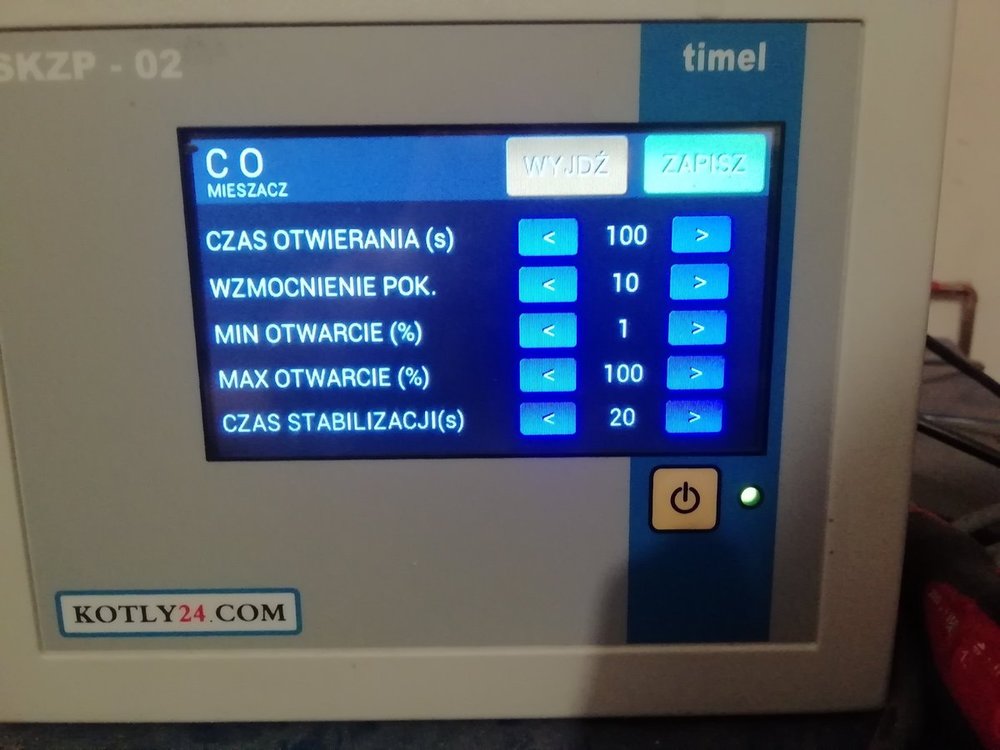 SKZP - 02
timel
CO
MIESZACZ
WYJDŹ
ZAPISZ
CZAS OTWIERANIA (s) < 100 >
WZMOCNIENIE POK. < 10 >
MIN OTWARCIE (%) < 1 >
MAX OTWARCIE (%) < 100 >
CZAS STABILIZACJI(s) < 20 >
KOTLY24.COM